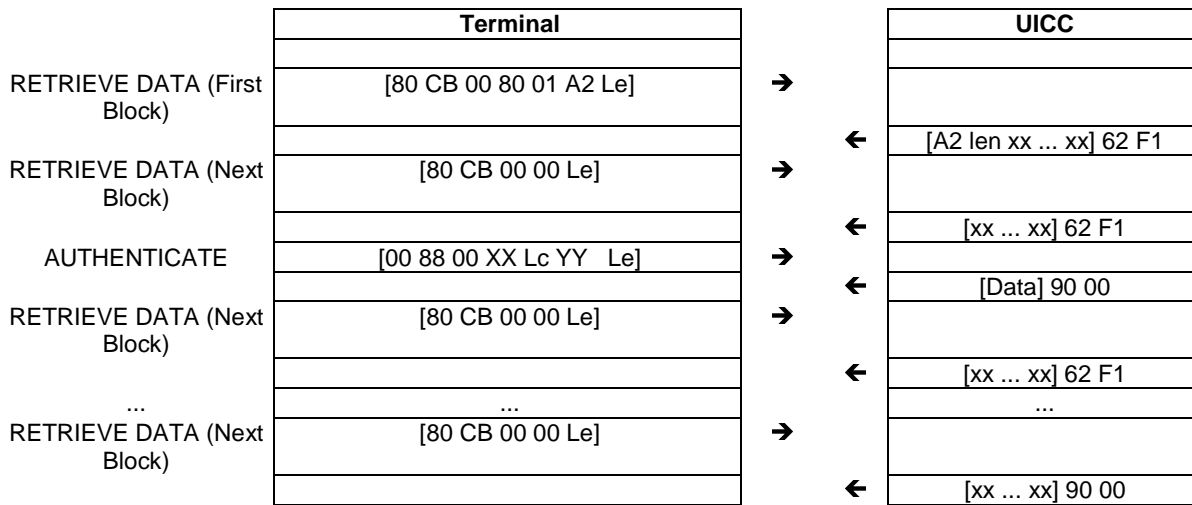 Terminal UICC
RETRIEVE DATA (First Block) [80 CB 00 80 01 A2 Le] ➔
🡨 [A2 len xx ... xx] 62 F1
RETRIEVE DATA (Next Block) [80 CB 00 00 Le] ➔
🡨 [xx ... xx] 62 F1
AUTHENTICATE [00 88 00 XX Lc YY Le] ➔
🡨 [Data] 90 00
RETRIEVE DATA (Next Block) [80 CB 00 00 Le] ➔
🡨 [xx ... xx] 62 F1
... ... ...
RETRIEVE DATA (Next Block) [80 CB 00 00 Le] ➔
🡨 [xx ... xx] 90 00